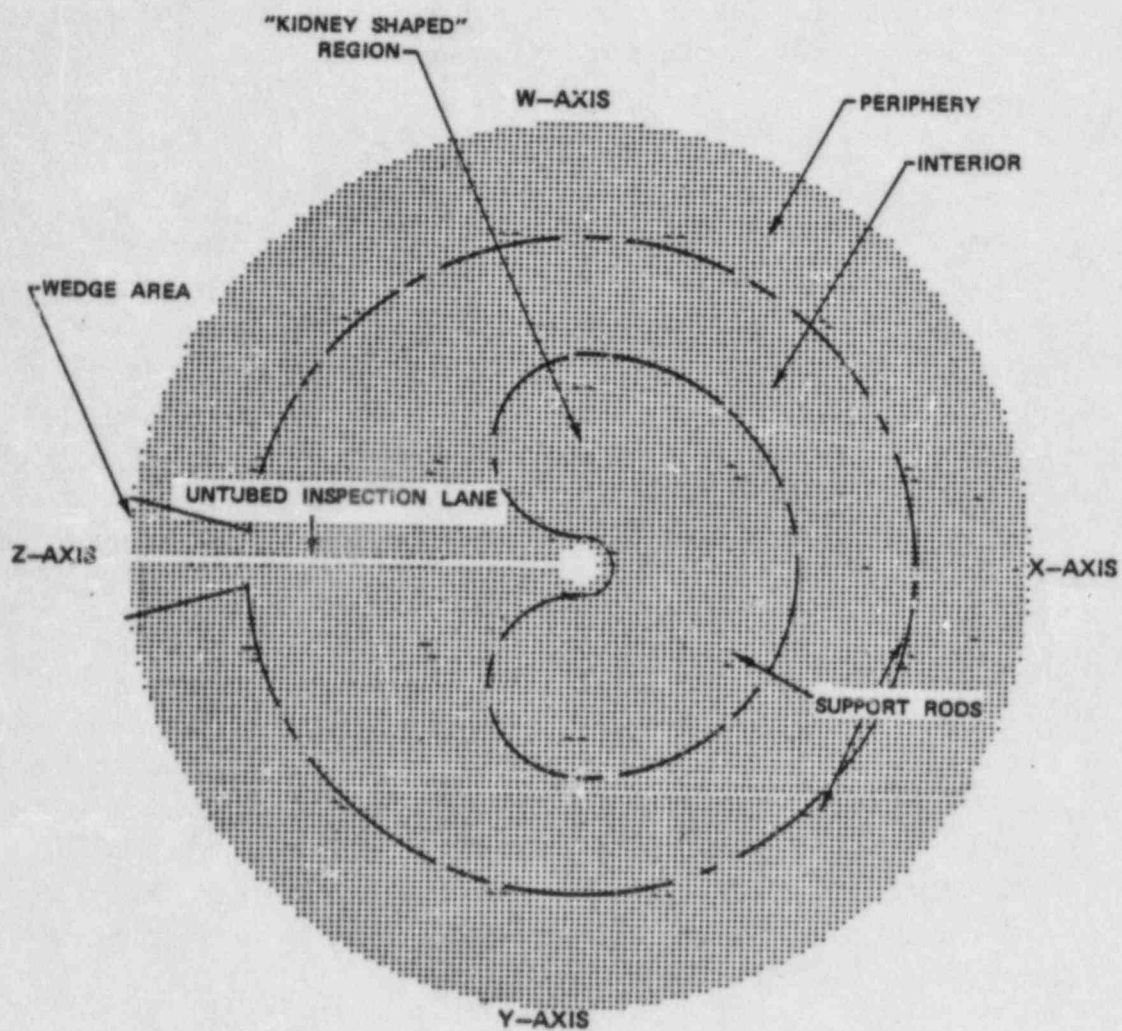 "KIDNEY SHAPED"
REGION
W-AXIS
PERIPHERY
INTERIOR
WEDGE AREA
UNTUBED INSPECTION LANE
Z-AXIS
X-AXIS
SUPPORT RODS
Y-AXIS